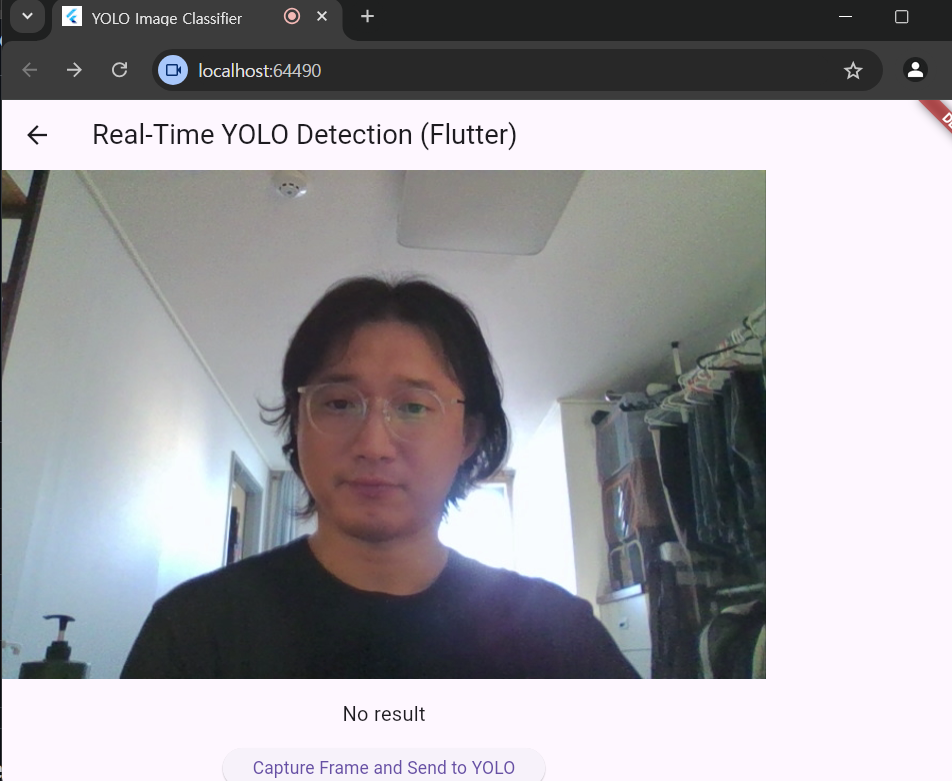 YOLO Image Classifier
localhost:64490
Real-Time YOLO Detection (Flutter)
No result
Capture Frame and Send to YOLO